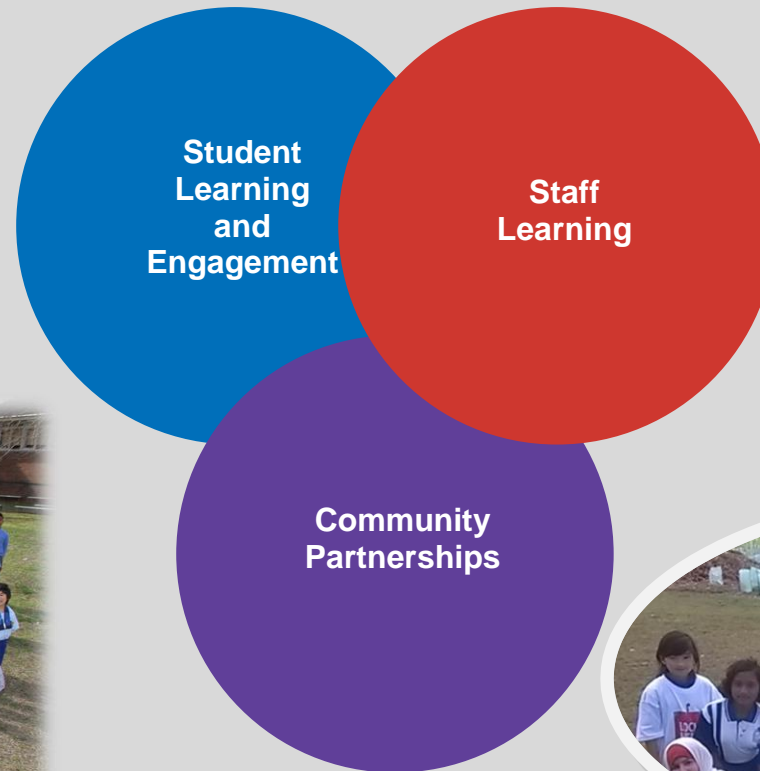 Student
Learning
and
Engagement
Staff
Learning
Community
Partnerships